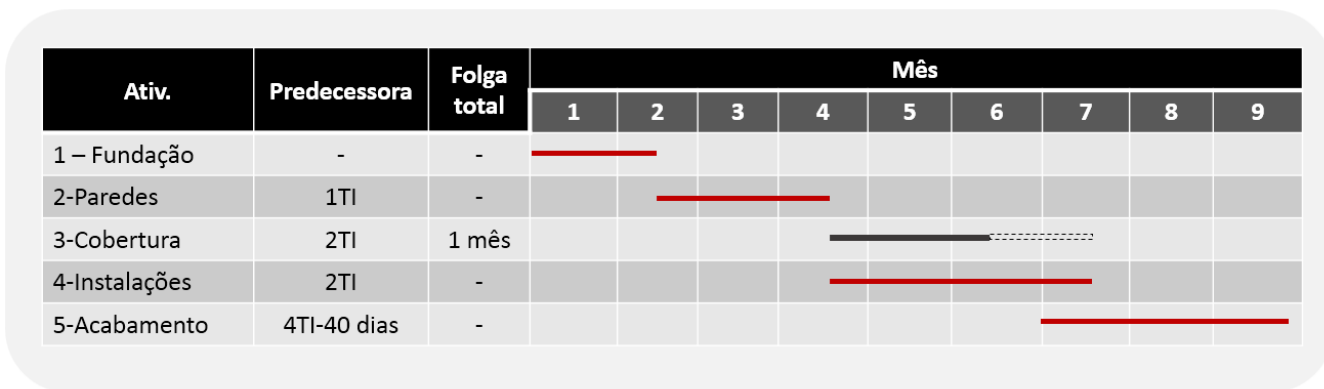 Ativ. Predecessora Folga total Mês
1 2 3 4 5 6 7 8 9
1 – Fundação - -
2-Paredes 1TI -
3-Cobertura 2TI 1 mês
4-Instalações 2TI -
5-Acabamento 4TI-40 dias -